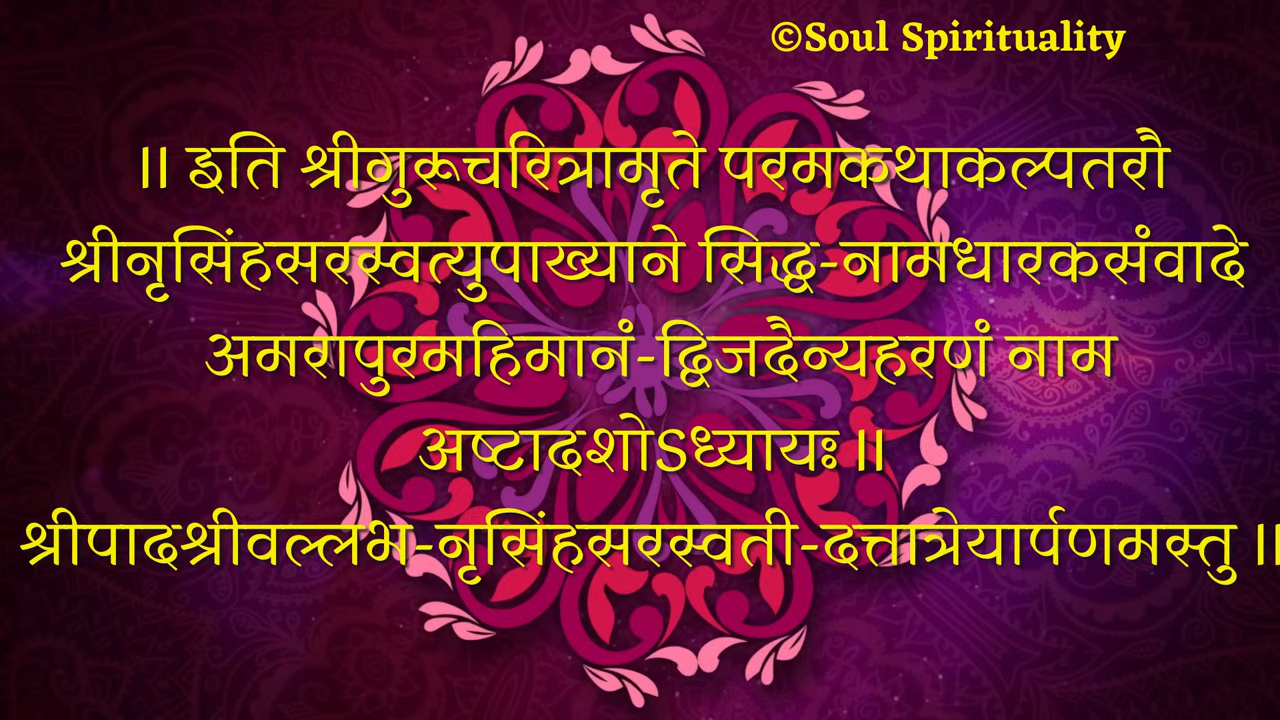 ©Soul Spirituality
॥ इति श्रीगुरूचरित्रामृते परमकथाकल्पतरौ
श्रीनृसिंहसरस्वत्युपाख्याने सिद्ध-नामधारकसंवादे
अमरापुरमहिमानं-द्विजदैन्यहरणं नाम
अष्टादशोऽध्यायः ॥
श्रीपादश्रीवल्लभ-नृसिंहसरस्वती-दत्तात्रेयार्पणमस्तु ॥